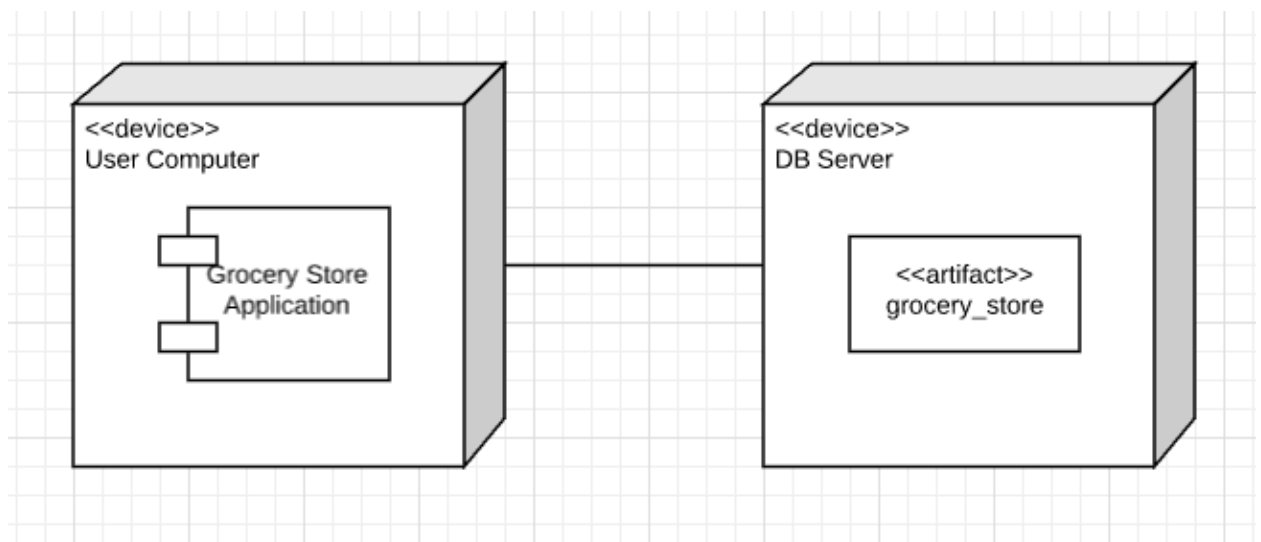 <<device>>
User Computer
Grocery Store
Application
<<device>>
DB Server
<<artifact>>
grocery_store